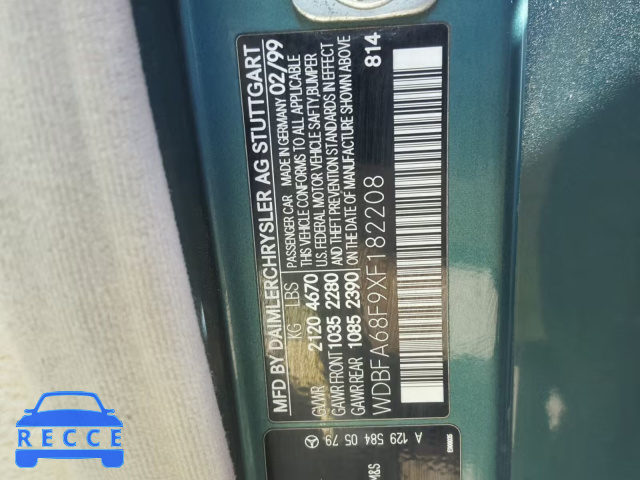 MFD BY DAIMLERCHRYSLER AG STUTTGART
PASSENGER CAR MADE IN GERMANY 02/99
KG LBS THIS VEHICLE CONFORMS TO ALL APPLICABLE
GVWR 2120 4670 U.S. FEDERAL MOTOR VEHICLE SAFTY, BUMPER
GAWR FRONT 1035 2280 AND THEFT PREVENTION STANDARDS IN EFFECT
GAWR REAR 1085 2390 ON THE DATE OF MANUFACTURE SHOWN ABOVE
WDBFA68F9XF182208 814
A 129 584 05 79
M&S
RECCE